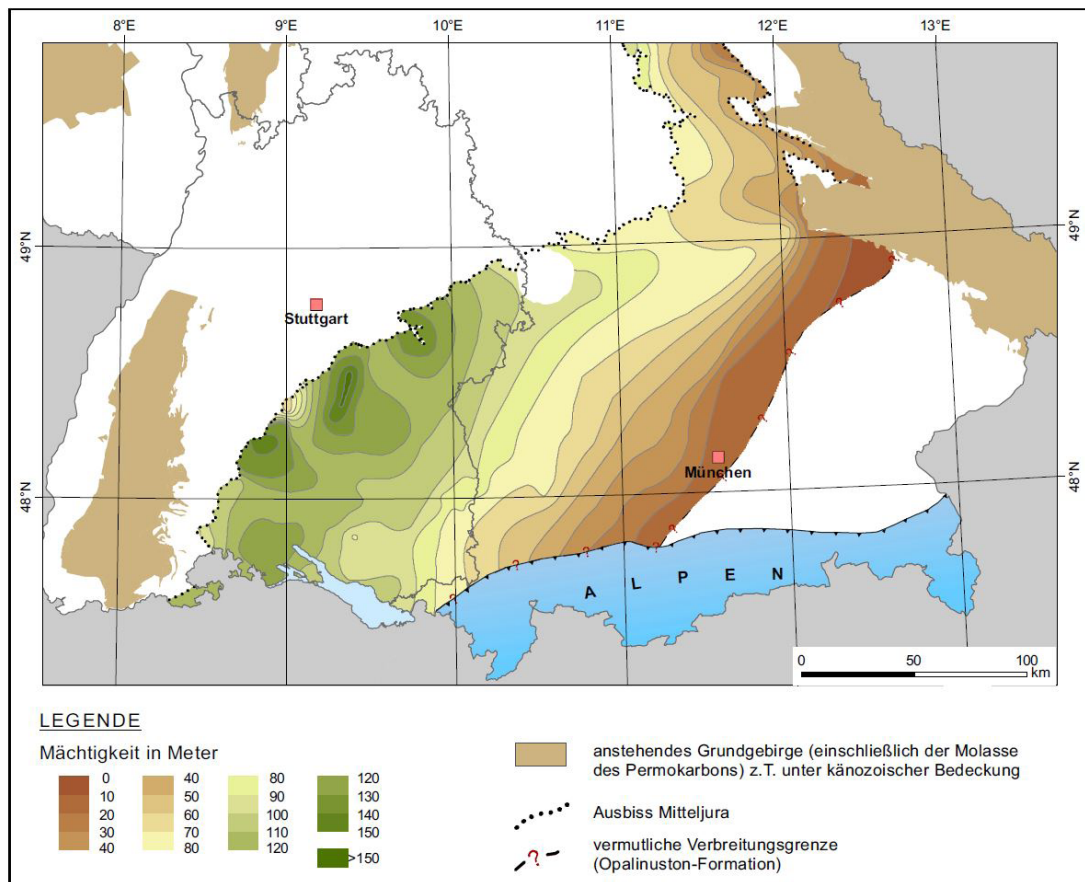 8°E 9°E 10°E 11°E 12°E 13°E
49°N 49°N
Stuttgart
München
48°N 48°N
? ? ? ? ? ? ? ? ? ?
ALPEN
0 50 100
km
LEGENDE
Mächtigkeit in Meter
0 40 80 120
10 50 90 130
20 60 100 140
30 70 110 150
40 80 120 >150
anstehendes Grundgebirge (einschließlich der Molasse
des Permokarbons) z.T. unter känozoischer Bedeckung
Ausbiss Mitteljura
? vermutliche Verbreitungsgrenze
(Opalinuston-Formation)